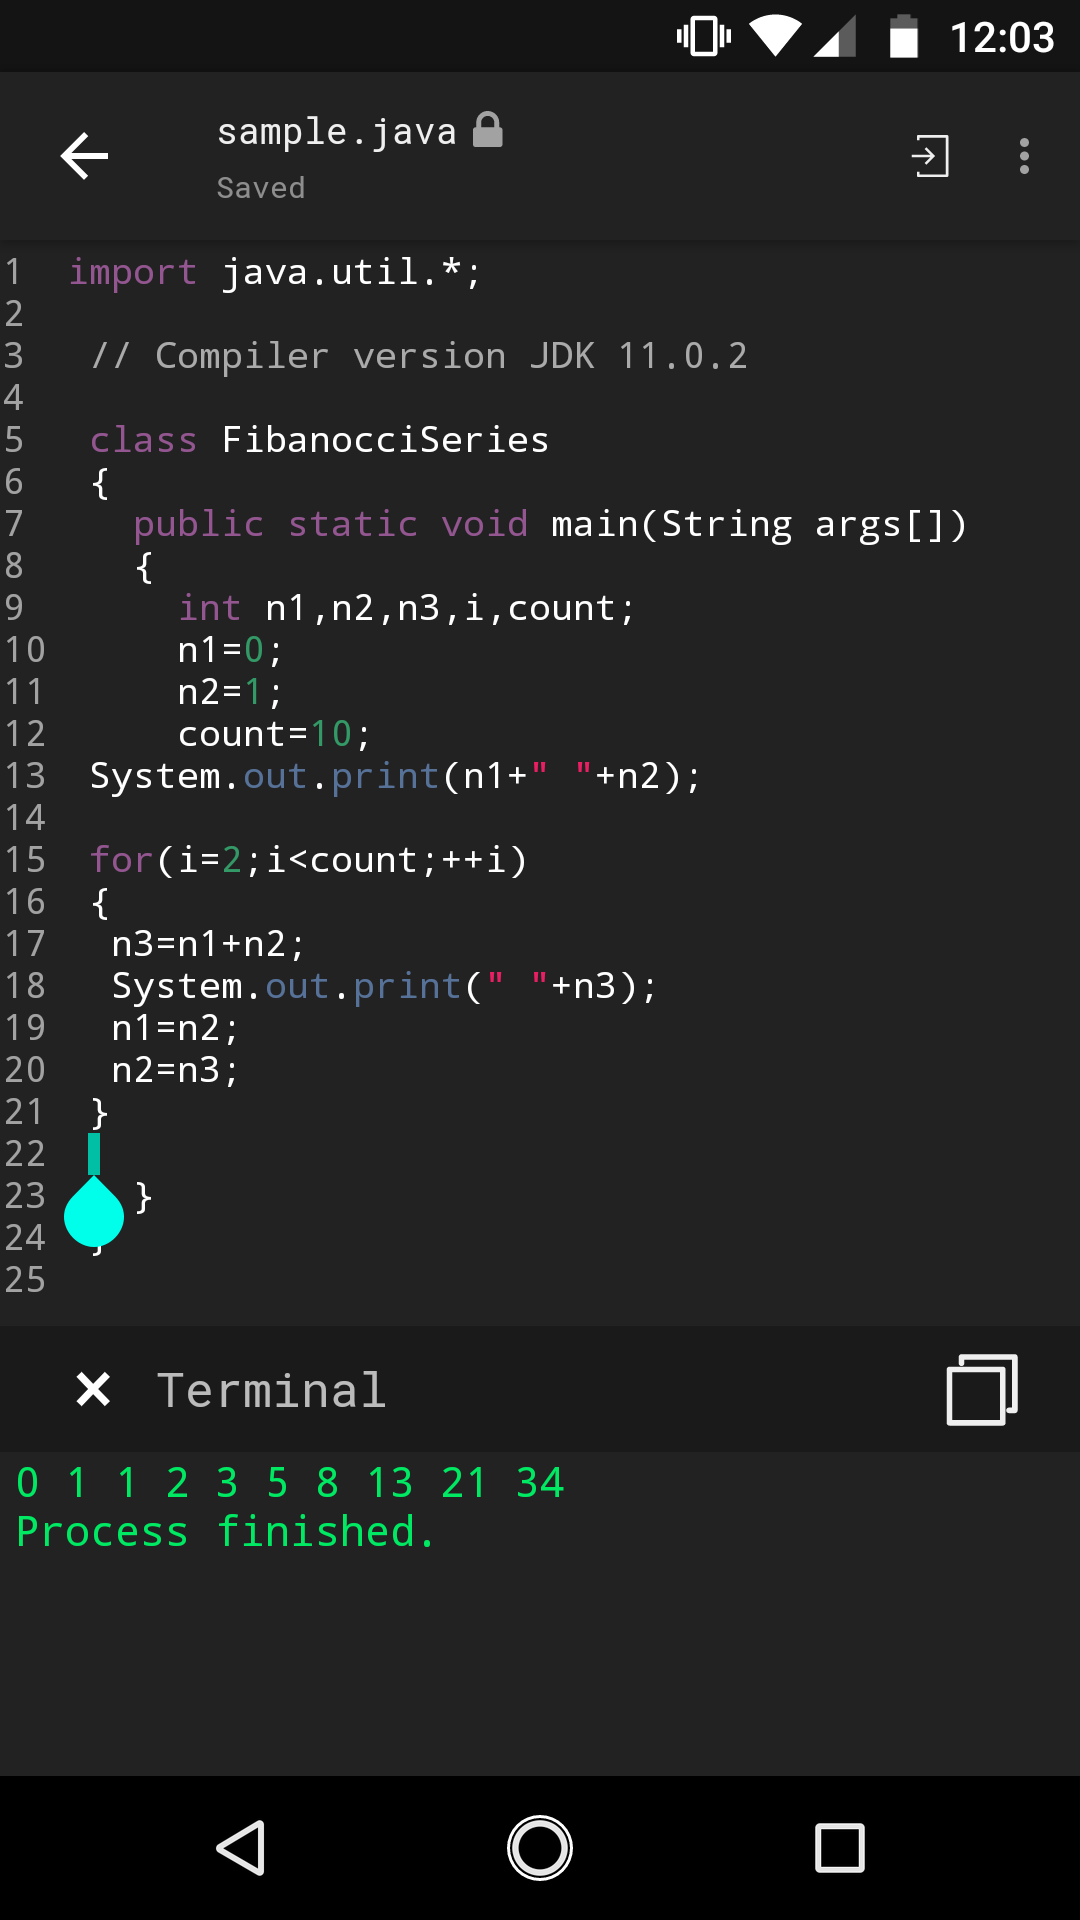 12:03
sample.java
Saved
1 import java.util.*;
2
3  // Compiler version JDK 11.0.2
4
5  class FibanocciSeries
6  {
7    public static void main(String args[])
8    {
9      int n1,n2,n3,i,count;
10      n1=0;
11      n2=1;
12      count=10;
13  System.out.print(n1+" "+n2);
14
15  for(i=2;i<count;++i)
16  {
17   n3=n1+n2;
18   System.out.print(" "+n3);
19   n1=n2;
20   n2=n3;
21  }
22
23    }
24  }
25
Terminal
0 1 1 2 3 5 8 13 21 34
Process finished.